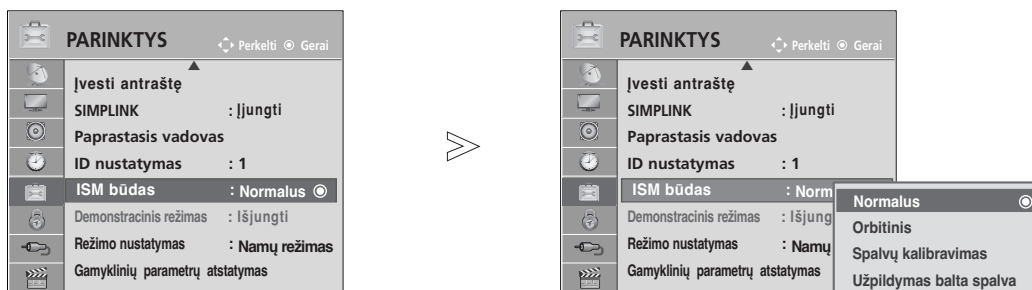 PARINKTYS Perkelti Gerai
Įvesti antraštę
SIMPLINK : Įjungti
Paprastasis vadovas
ID nustatymas : 1
ISM būdas : Normalus
Demonstracinis režimas : Išjungti
Režimo nustatymas : Namų režimas
Gamyklinių parametrų atstatymas
PARINKTYS Perkelti Gerai
Įvesti antraštę
SIMPLINK : Įjungti
Paprastasis vadovas
ID nustatymas : 1
ISM būdas : Norm
Demonstracinis režimas : Išjung
Režimo nustatymas : Namų
Gamyklinių parametrų atstatymas
Normalus
Orbitinis
Spalvų kalibravimas
Užpildymas balta spalva